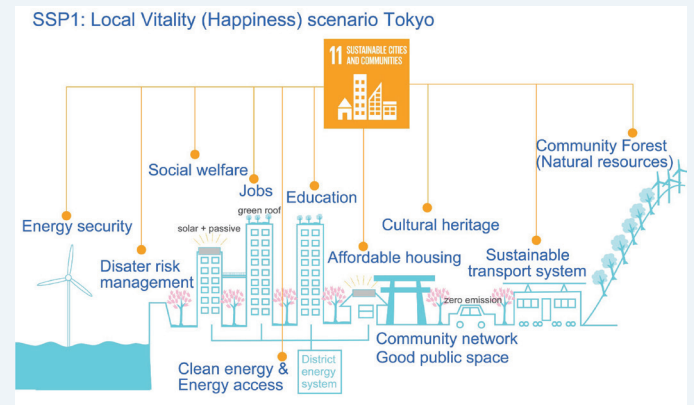 SSP1: Local Vitality (Happiness) scenario Tokyo
11 SUSTAINABLE CITIES
AND COMMUNITIES
Community Forest
(Natural resources)
Social welfare
Jobs
Education
green roof
Energy security
solar + passive
Cultural heritage
Disater risk
management
Affordable housing
Sustainable
transport system
zero emission
Community network
Good public space
Clean energy &
Energy access
District
energy
system